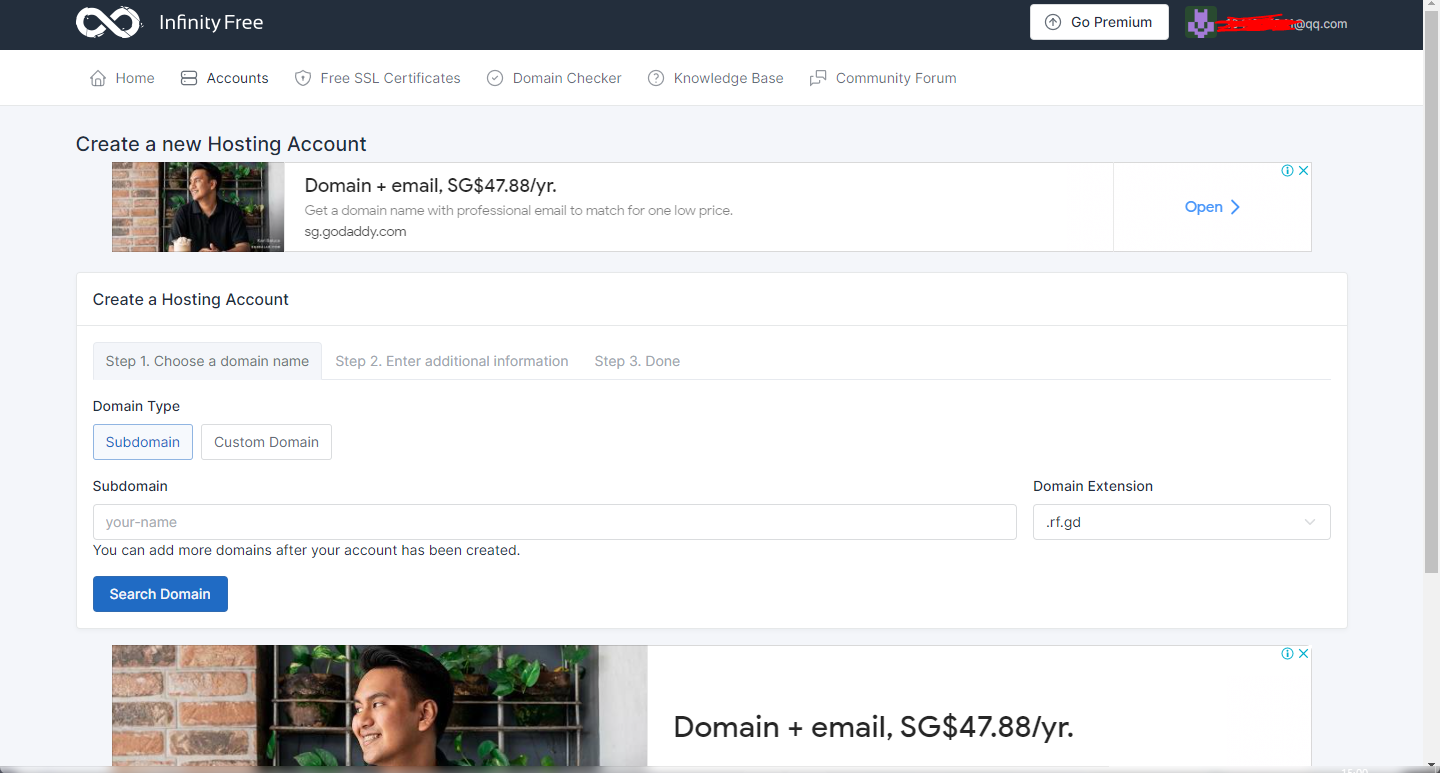 Infinity Free
Go Premium
@qq.com
Home
Accounts
Free SSL Certificates
Domain Checker
Knowledge Base
Community Forum
Create a new Hosting Account
Domain + email, SG$47.88/yr.
Get a domain name with professional email to match for one low price.
sg.godaddy.com
Open
Create a Hosting Account
Step 1. Choose a domain name
Step 2. Enter additional information
Step 3. Done
Domain Type
Subdomain
Custom Domain
Subdomain
Domain Extension
your-name
.rf.gd
You can add more domains after your account has been created.
Search Domain
Domain + email, SG$47.88/yr.